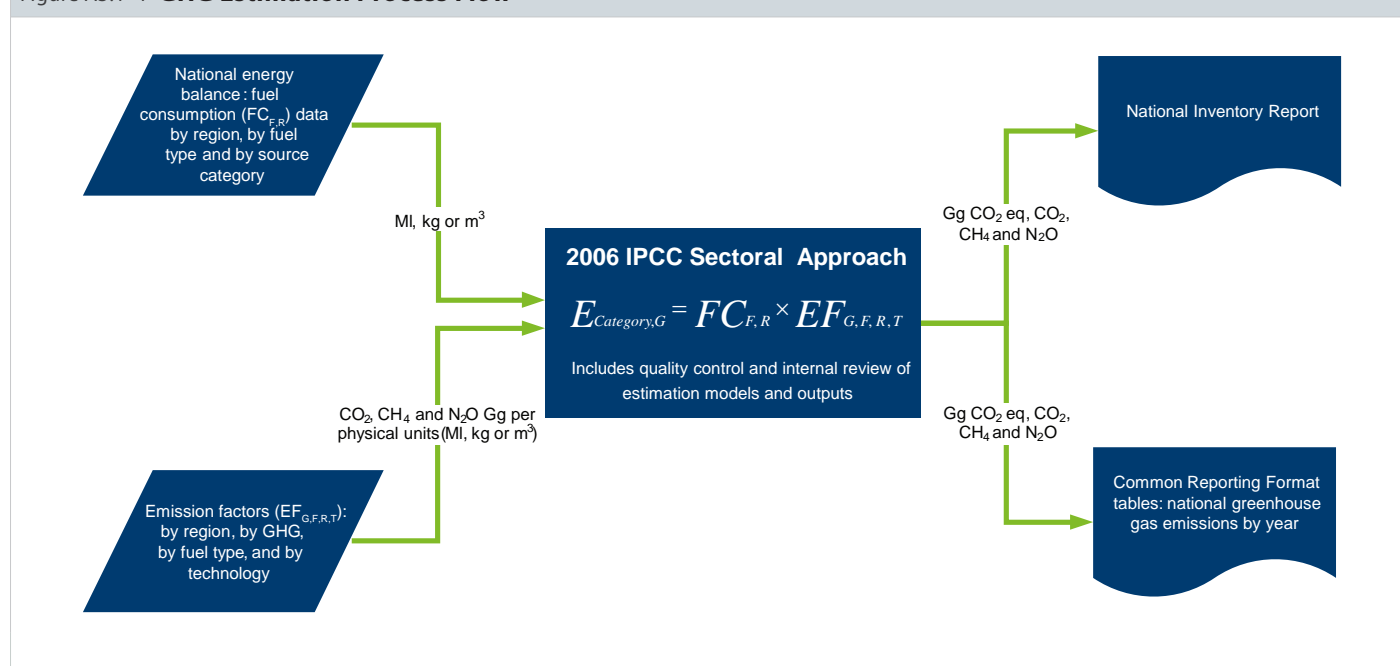 National energy
balance : fuel
consumption (FC_F,R) data
by region, by fuel
type and by source
category
National Inventory Report
Ml, kg or m³
Gg CO₂ eq, CO₂,
CH₄ and N₂O
2006 IPCC Sectoral Approach
E_Category,G = FC_F, R × EF_G, F, R, T
Includes quality control and internal review of
estimation models and outputs
CO₂, CH₄ and N₂O Gg per
physical units(Ml, kg or m³)
Gg CO₂ eq, CO₂,
CH₄ and N₂O
Emission factors (EF_G,F,R,T):
by region, by GHG,
by fuel type, and by
technology
Common Reporting Format
tables: national greenhouse
gas emissions by year